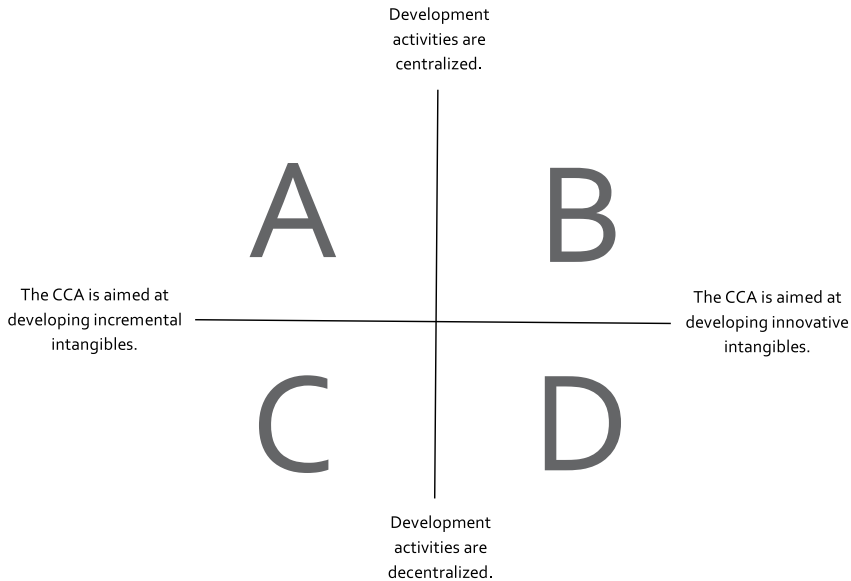 Development
activities are
centralized.
A
B
The CCA is aimed at
developing incremental
intangibles.
The CCA is aimed at
developing innovative
intangibles.
C
D
Development
activities are
decentralized.